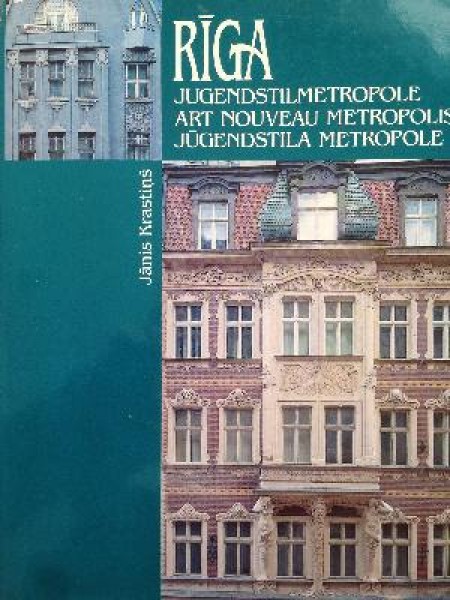 RĪGA
JUGENDSTILMETROPOLE
ART NOUVEAU METROPOLIS
JŪGENDSTILA METROPOLE
Jānis Krastiņš